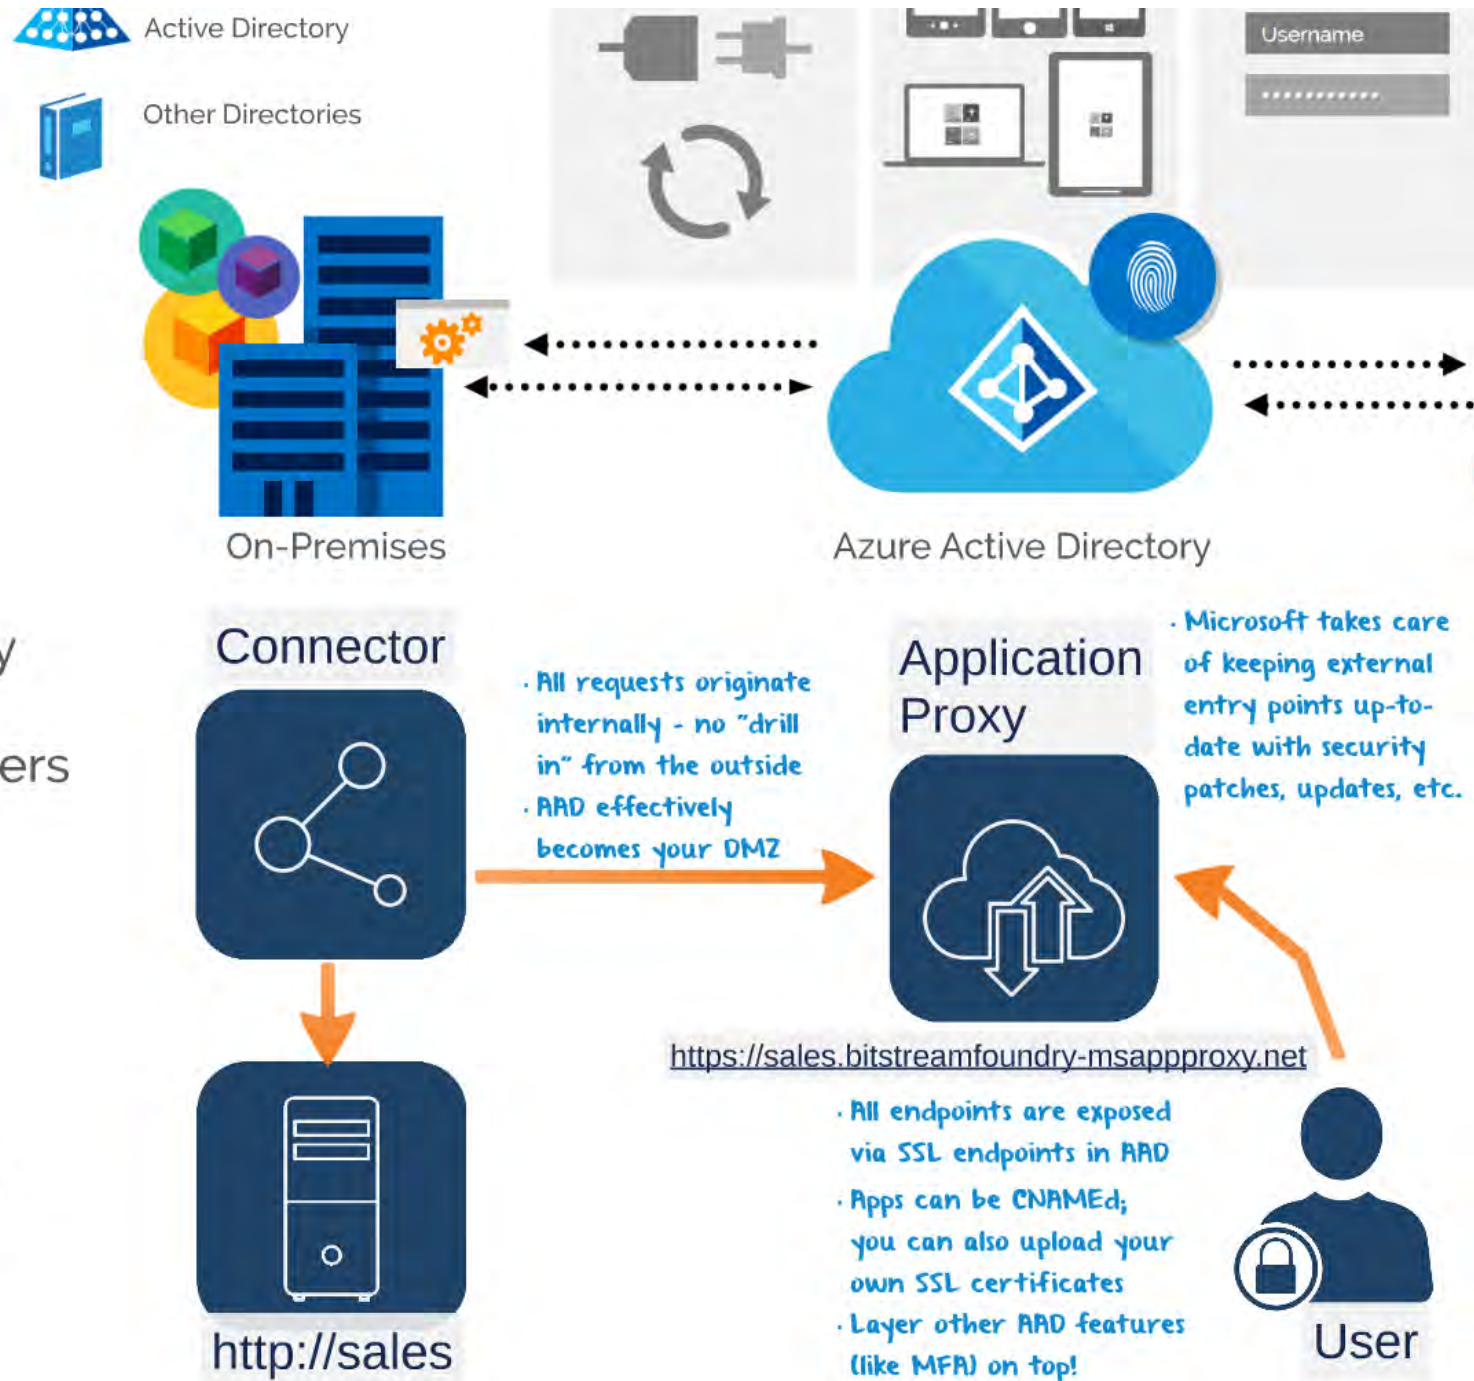 Active Directory
Other Directories
Username
On-Premises
Azure Active Directory
y
ers
Connector
· All requests originate
internally - no "drill
in" from the outside
· AAD effectively
becomes your DMZ
Application
Proxy
· Microsoft takes care
of keeping external
entry points up-to-
date with security
patches, updates, etc.
https://sales.bitstreamfoundry-msappproxy.net
· All endpoints are exposed
via SSL endpoints in AAD
· Apps can be CNAMEd;
you can also upload your
own SSL certificates
· Layer other AAD features
(like MFA) on top!
http://sales
User